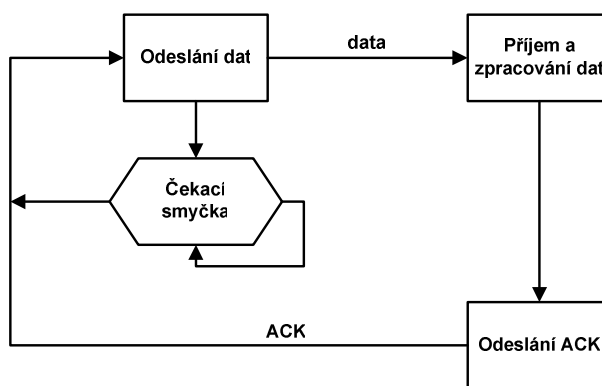 Odeslání dat
data
Příjem a
zpracování dat
Čekací
smyčka
ACK
Odeslání ACK